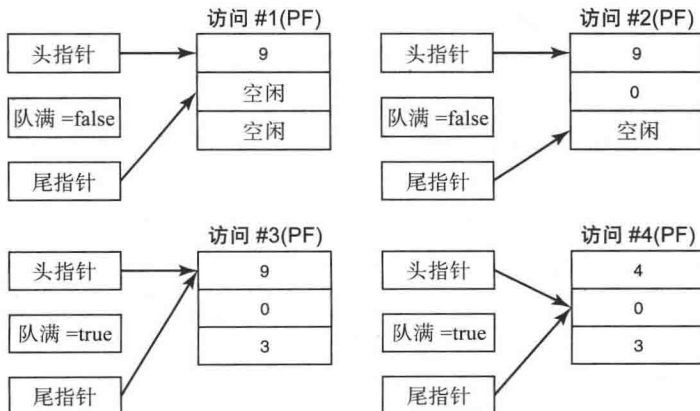 访问 #1(PF)
头指针
9
队满 =false
空闲
空闲
尾指针
访问 #2(PF)
头指针
9
队满 =false
0
空闲
尾指针
访问 #3(PF)
头指针
9
队满 =true
0
3
尾指针
访问 #4(PF)
头指针
4
队满 =true
0
3
尾指针